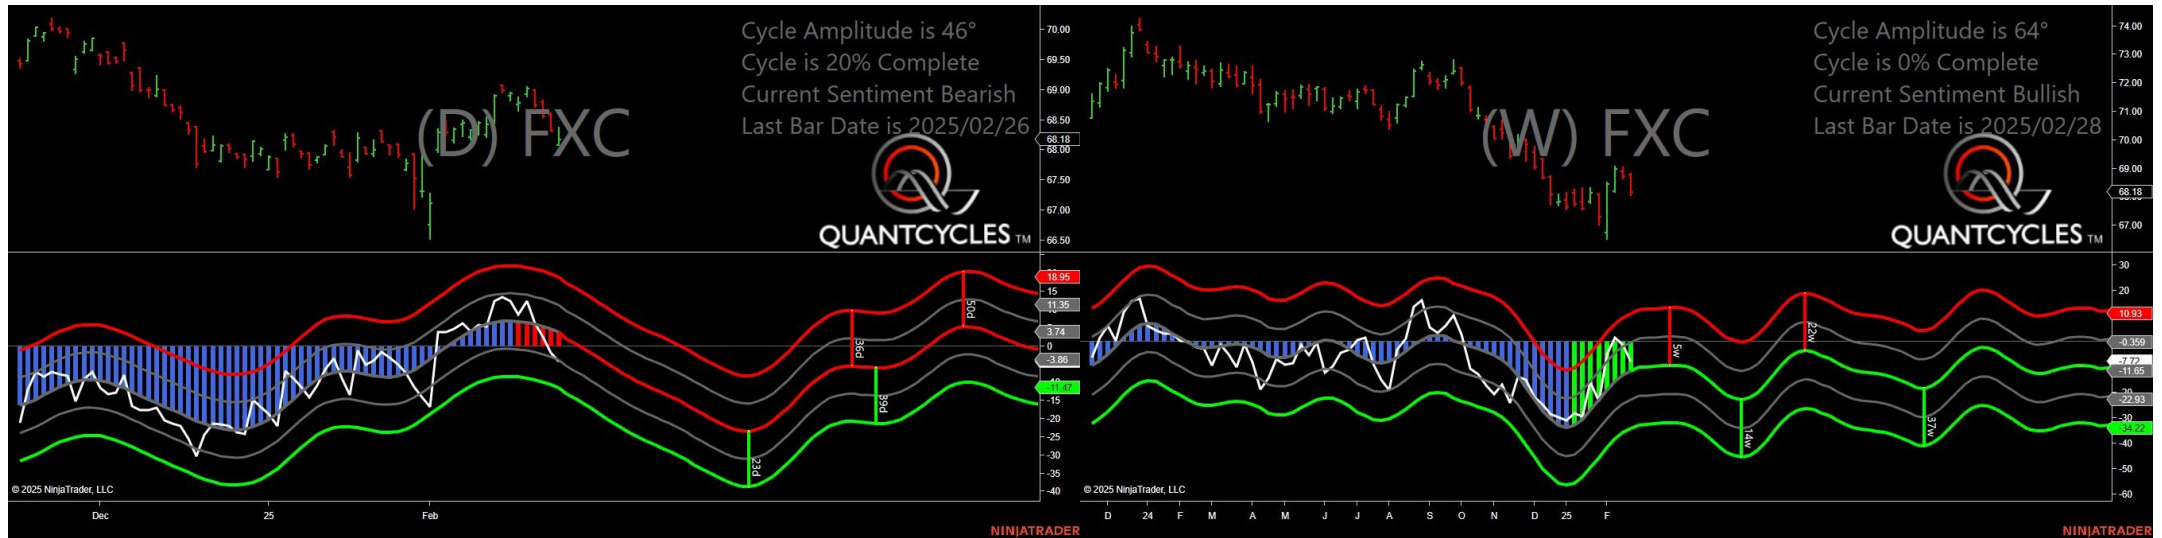 Cycle Amplitude is 46°
Cycle is 20% Complete
Current Sentiment Bearish
Last Bar Date is 2025/02/26
(D) FXC
QUANTCYCLES TM
70.00
69.50
69.00
68.50
68.18
68.00
67.50
67.00
66.50
18.95
15
11.35
3.74
0
-3.86
-11.47
-15
-20
-25
-30
-35
-40
23d
36d
39d
50d
© 2025 NinjaTrader, LLC
Dec
25
Feb
NINJATRADER
Cycle Amplitude is 64°
Cycle is 0% Complete
Current Sentiment Bullish
Last Bar Date is 2025/02/28
(W) FXC
QUANTCYCLES TM
74.00
73.00
72.00
71.00
70.00
69.00
68.18
67.00
30
20
10.93
-0.359
-7.72
-11.65
-20
-22.93
-30
-34.22
-40
-50
-60
5w
14w
22w
37w
© 2025 NinjaTrader, LLC
D 24 F M M A M J J A S O N D 25 F
NINJATRADER